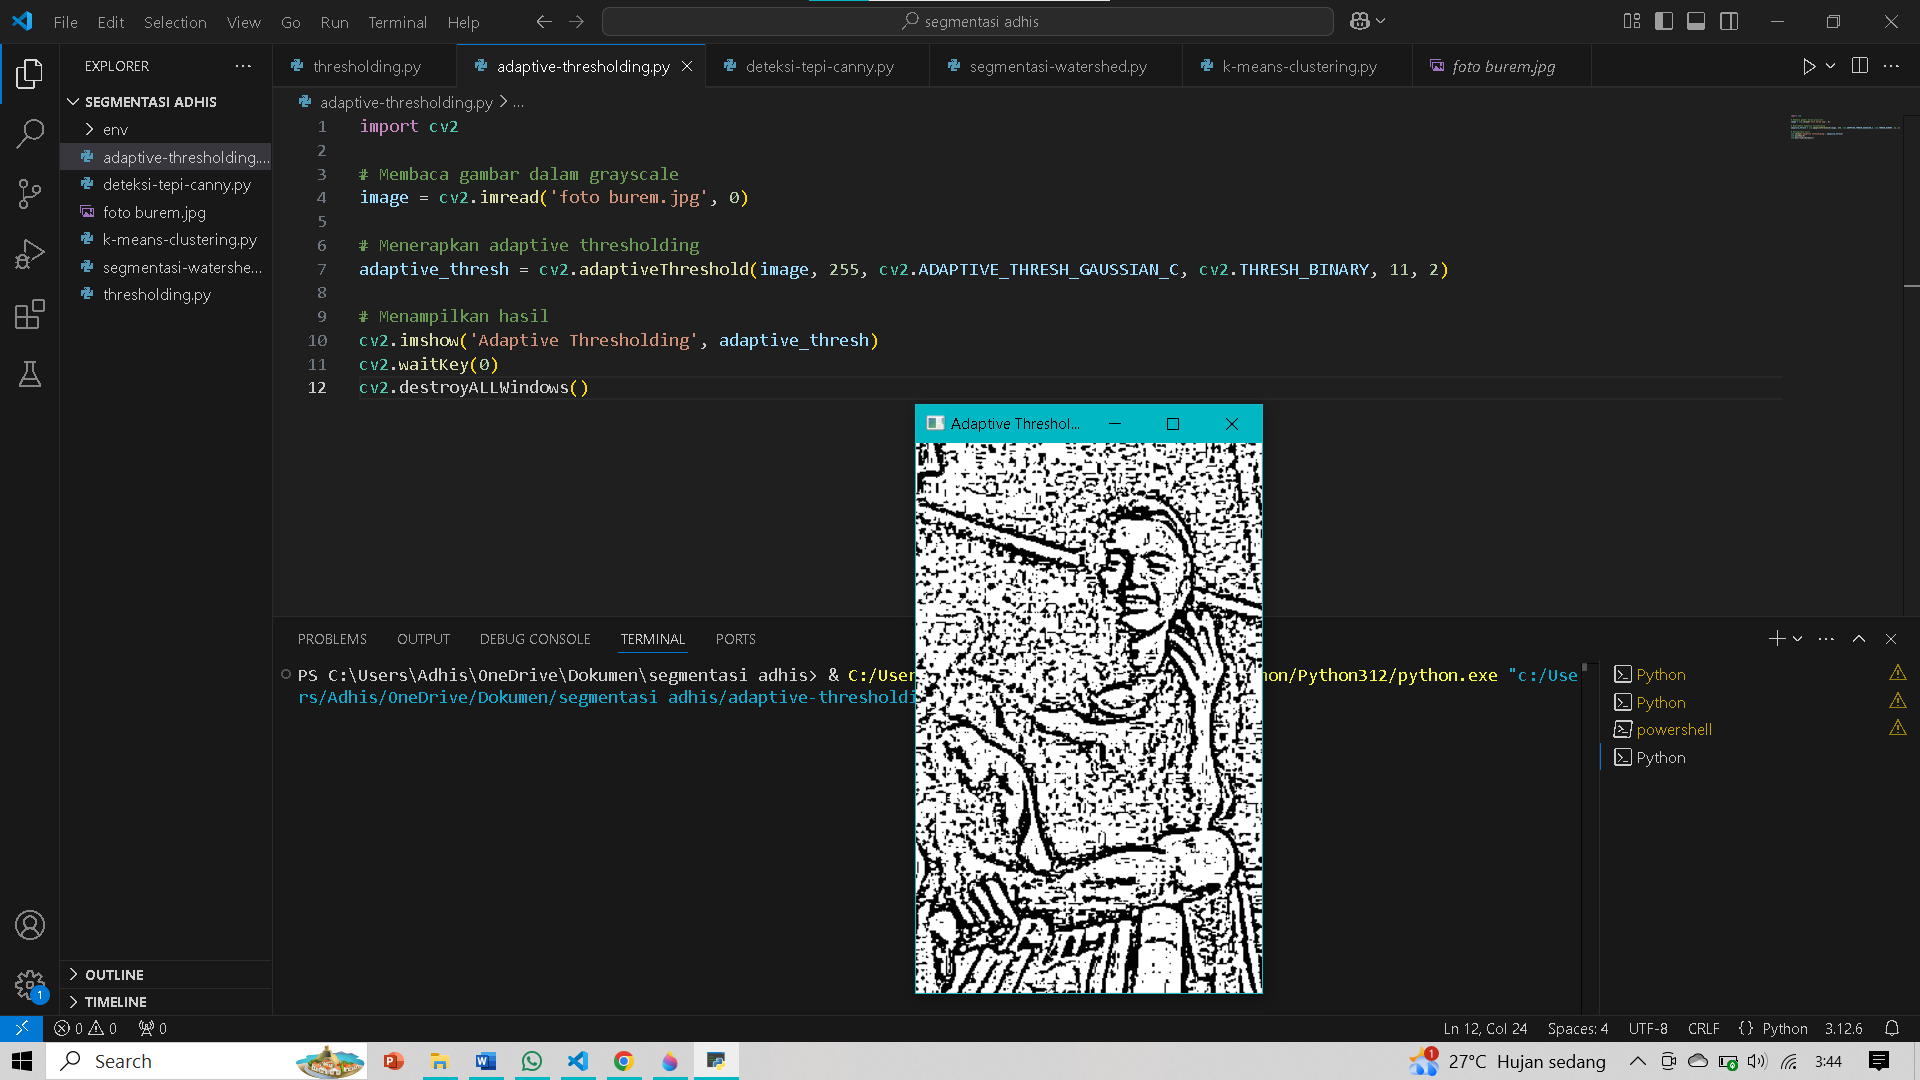 File Edit Selection View Go Run Terminal Help
segmentasi adhis
EXPLORER
SEGMENTASI ADHIS
env
adaptive-thresholding....
deteksi-tepi-canny.py
foto burem.jpg
k-means-clustering.py
segmentasi-watershe...
thresholding.py
OUTLINE
TIMELINE
thresholding.py adaptive-thresholding.py deteksi-tepi-canny.py segmentasi-watershed.py k-means-clustering.py foto burem.jpg
adaptive-thresholding.py > ...
1 import cv2
2
3 # Membaca gambar dalam grayscale
4 image = cv2.imread('foto burem.jpg', 0)
5
6 # Menerapkan adaptive thresholding
7 adaptive_thresh = cv2.adaptiveThreshold(image, 255, cv2.ADAPTIVE_THRESH_GAUSSIAN_C, cv2.THRESH_BINARY, 11, 2)
8
9 # Menampilkan hasil
10 cv2.imshow('Adaptive Thresholding', adaptive_thresh)
11 cv2.waitKey(0)
12 cv2.destroyALLWindows()
Adaptive Threshol...
PROBLEMS OUTPUT DEBUG CONSOLE TERMINAL PORTS
PS C:\Users\Adhis\OneDrive\Dokumen\segmentasi adhis> & C:/User hon/Python312/python.exe "c:/Use
rs/Adhis/OneDrive/Dokumen/segmentasi adhis/adaptive-thresholdi
Python
Python
powershell
Python
1
0 0 0
Ln 12, Col 24 Spaces: 4 UTF-8 CRLF {} Python 3.12.6
Search
1
27°C Hujan sedang
3:44